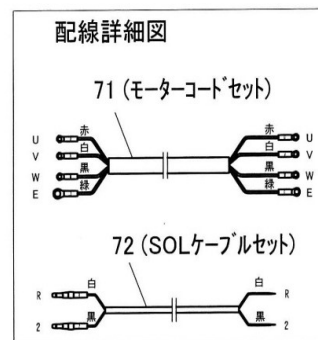 配線詳細図
71 (モーターコードセット)
U 赤 赤 U
V 白 白 V
W 黒 黒 W
E 緑 緑 E
72 (SOLケーブルセット)
R 白 白 R
2 黒 黒 2